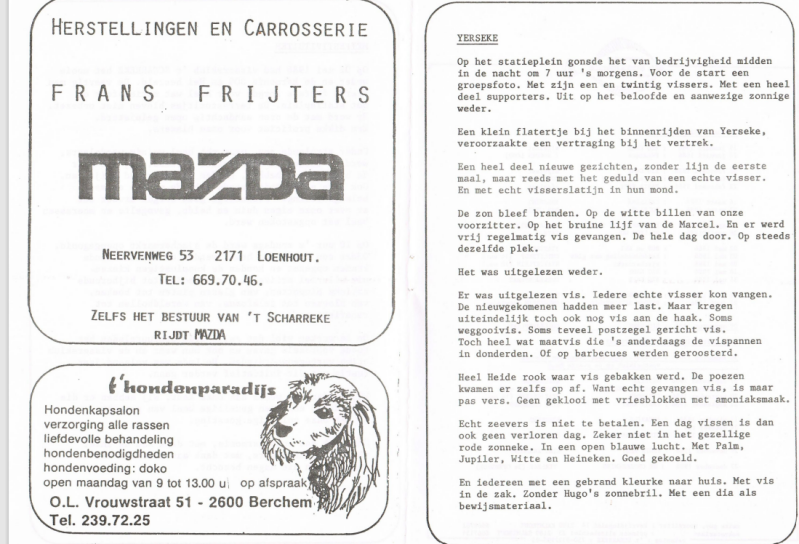 HERSTELLINGEN EN CARROSSERIE
FRANS FRIJTERS
mazda
NEERVENWEG 53 2171 LOENHOUT.
TEL: 669.70.46.
ZELFS HET BESTUUR VAN 'T SCHARREKE
RIJDT MAZDA
t'hondenparadijs
Hondenkapsalon
verzorging alle rassen
liefdevolle behandeling
hondenbenodigdheden
hondenvoeding: doko
open maandag van 9 tot 13.00 u op afspraak
O.L. Vrouwstraat 51 - 2600 Berchem
Tel. 239.72.25
YERSEKE
Op het statieplein gonsde het van bedrijvigheid midden
in de nacht om 7 uur 's morgens. Voor de start een
groepsfoto. Met zijn een en twintig vissers. Met een heel
deel supporters. Uit op het beloofde en aanwezige zonnige
weder.
Een klein flatertje bij het binnenrijden van Yerseke,
veroorzaakte een vertraging bij het vertrek.
Een heel deel nieuwe gezichten, zonder lijn de eerste
maal, maar reeds met het geduld van een echte visser.
En met echt visserslatijn in hun mond.
De zon bleef branden. Op de witte billen van onze
voorzitter. Op het bruine lijf van de Marcel. En er werd
vrij regelmatig vis gevangen. De hele dag door. Op steeds
dezelfde plek.
Het was uitgelezen weder.
Er was uitgelezen vis. Iedere echte visser kon vangen.
De nieuwgekomenen hadden meer last. Maar kregen
uiteindelijk toch ook nog vis aan de haak. Soms
weggooivis. Soms teveel postzegel gericht vis.
Toch heel wat maatvis die 's anderdaags de vispannen
in donderden. Of op barbecues werden geroosterd.
Heel Heide rook waar vis gebakken werd. De poezen
kwamen er zelfs op af. Want echt gevangen vis, is maar
pas vers. Geen geklooi met vriesblokken met amoniaksmaak.
Echt zeevers is niet te betalen. Een dag vissen is dan
ook geen verloren dag. Zeker niet in het gezellige
rode zonneke. In een open blauwe lucht. Met Palm,
Jupiler, Witte en Heineken. Goed gekoeld.
En iedereen met een gebrand kleurke naar huis. Met vis
in de zak. Zonder Hugo's zonnebril. Met een dia als
bewijsmateriaal.